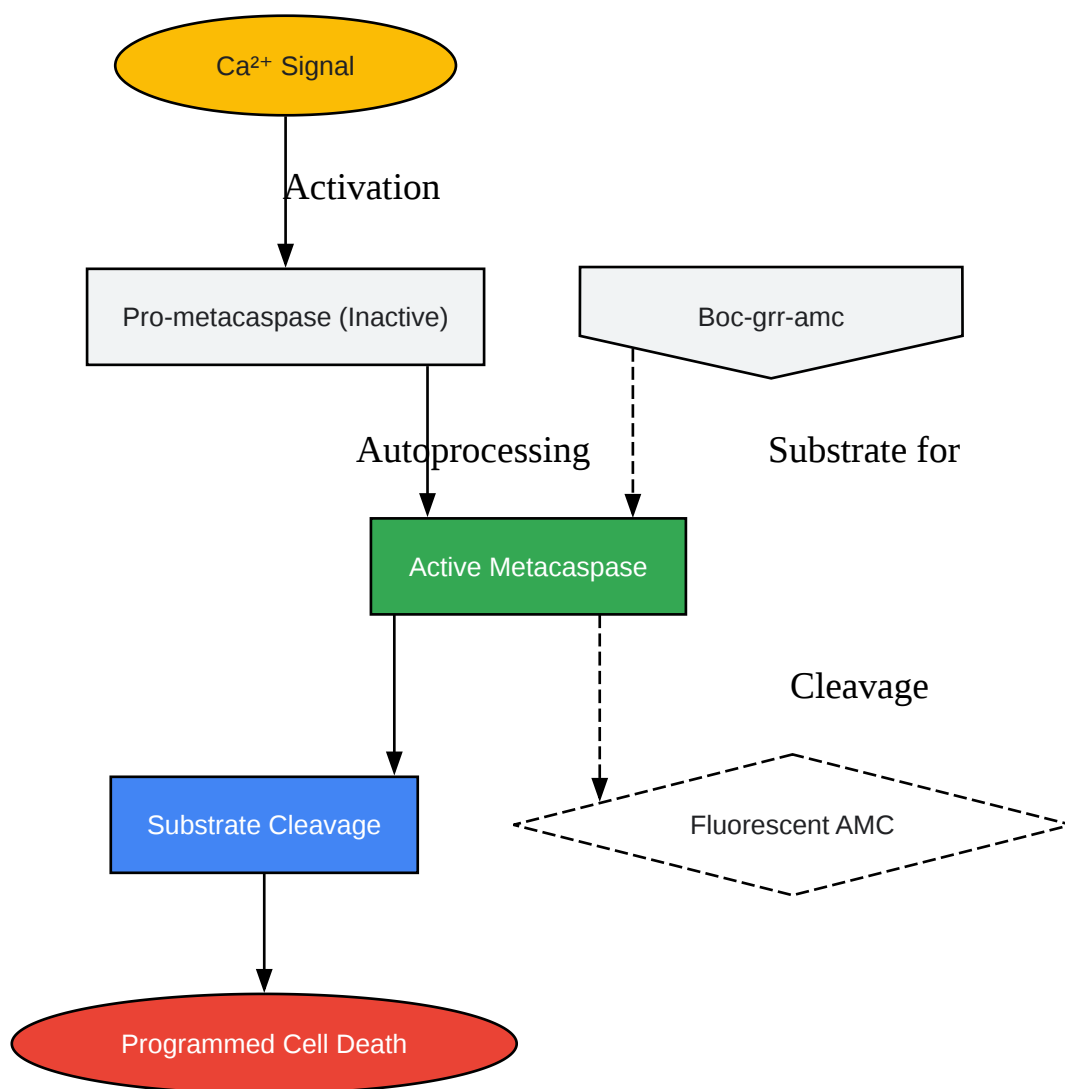 Ca²⁺ Signal
Activation
Pro-metacaspase (Inactive)
Boc-grr-amc
Autoprocessing
Substrate for
Active Metacaspase
Cleavage
Substrate Cleavage
Fluorescent AMC
Programmed Cell Death